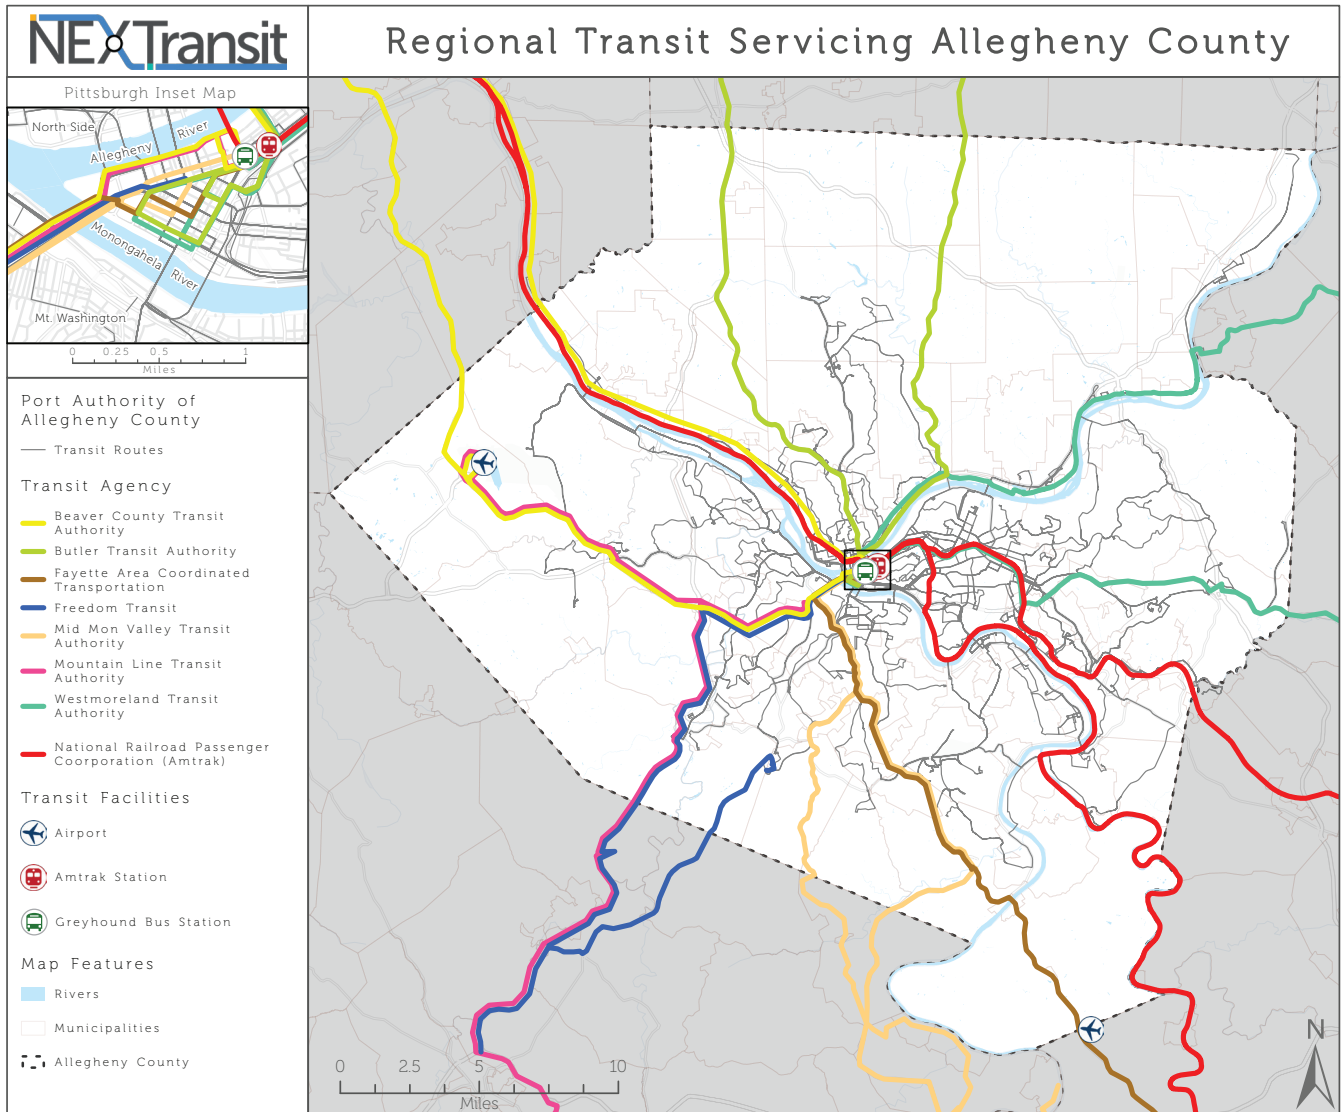 NEXTransit
Regional Transit Servicing Allegheny County
Pittsburgh Inset Map
North Side
Allegheny River
Monongahela River
Mt. Washington
0 0.25 0.5 1
Miles
Port Authority of
Allegheny County
Transit Routes
Transit Agency
Beaver County Transit
Authority
Butler Transit Authority
Fayette Area Coordinated
Transportation
Freedom Transit
Mid Mon Valley Transit
Authority
Mountain Line Transit
Authority
Westmoreland Transit
Authority
National Railroad Passenger
Coorporation (Amtrak)
Transit Facilities
Airport
Amtrak Station
Greyhound Bus Station
Map Features
Rivers
Municipalities
Allegheny County
0 2.5 5 10
Miles
N